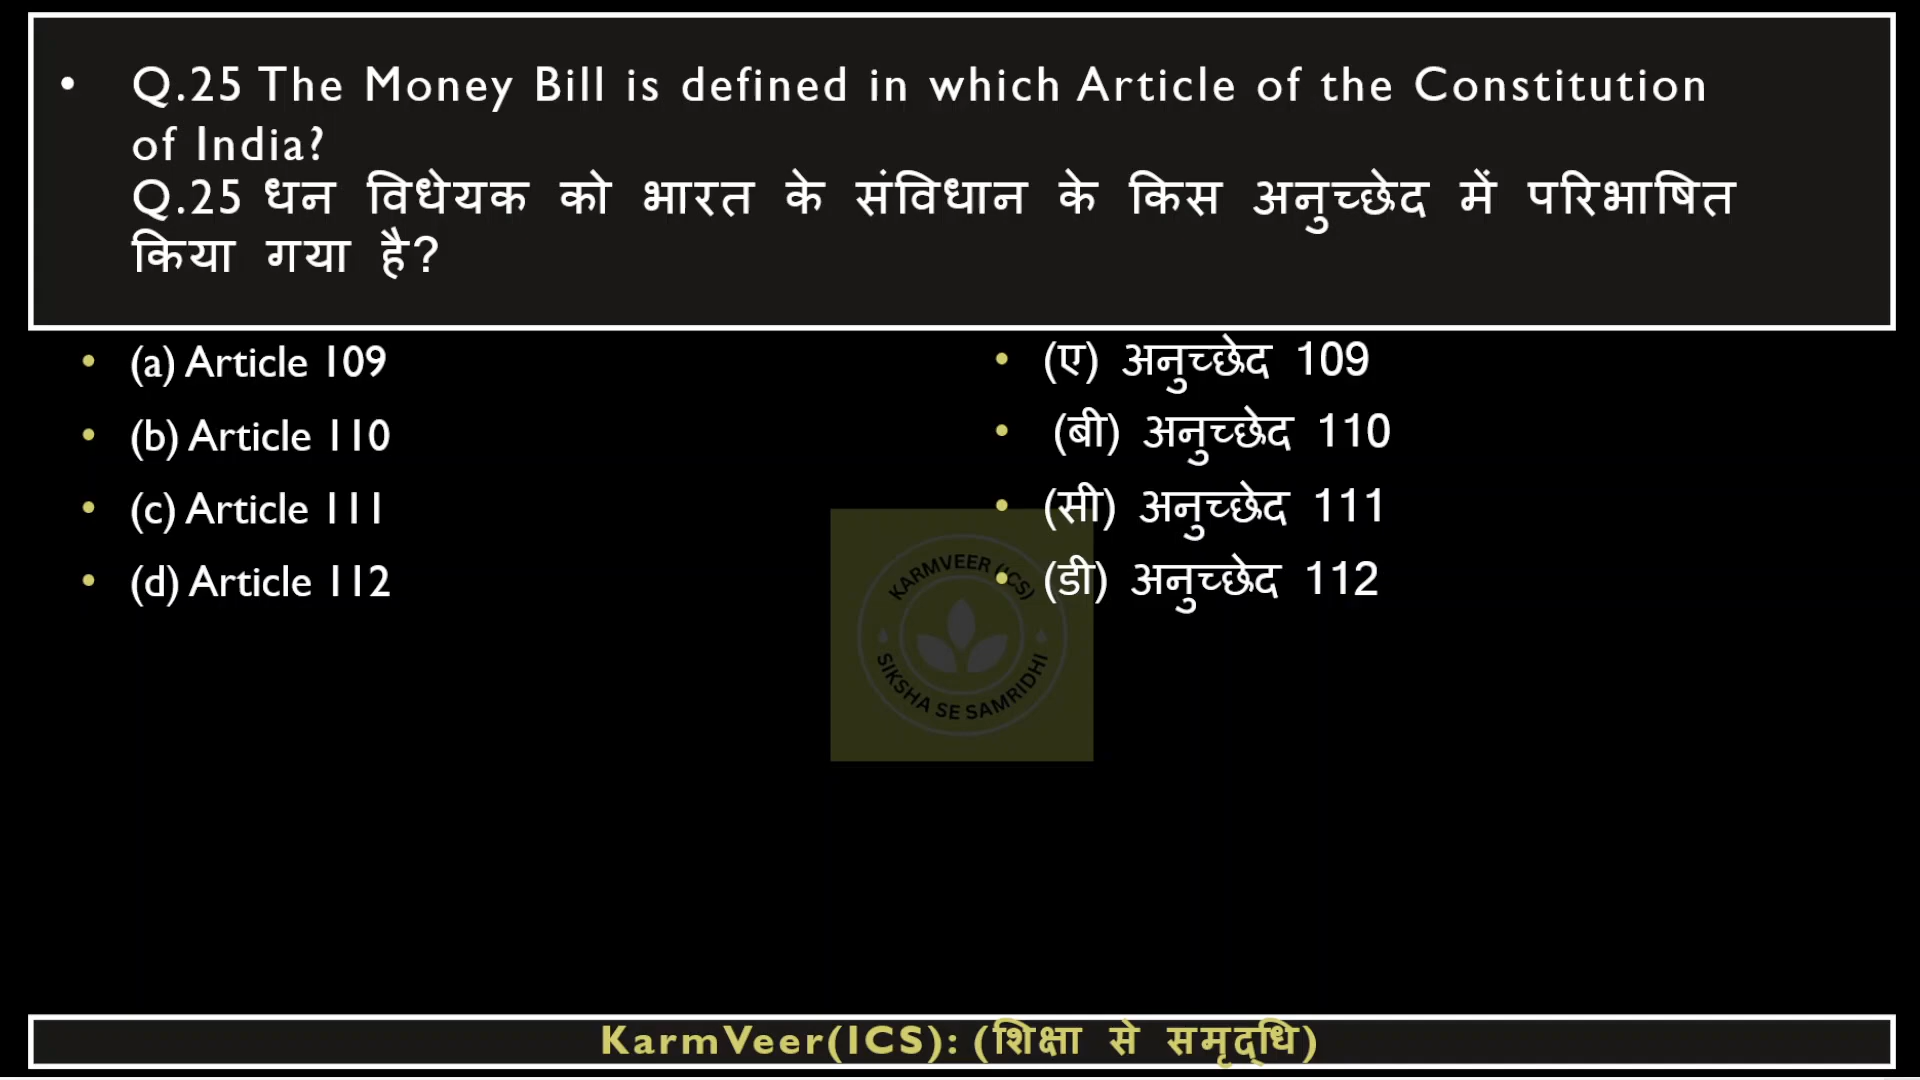 • Q.25 The Money Bill is defined in which Article of the Constitution
of India?
Q.25 धन विधेयक को भारत के संविधान के किस अनुच्छेद में परिभाषित
किया गया है?
• (a) Article 109
• (b) Article 110
• (c) Article 111
• (d) Article 112
• (ए) अनुच्छेद 109
• (बी) अनुच्छेद 110
• (सी) अनुच्छेद 111
• (डी) अनुच्छेद 112
KARMVEER (ICS)
SIKSHA SE SAMRIDHI
KarmVeer(ICS): (शिक्षा से समृद्धि)